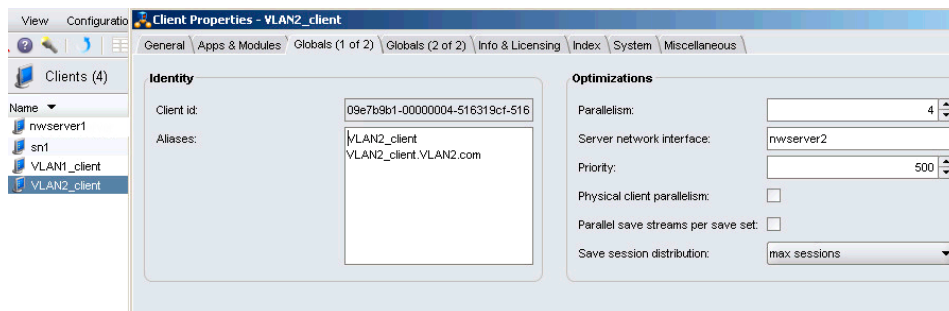 View Configuratio
Client Properties - VLAN2_client
General Apps & Modules Globals (1 of 2) Globals (2 of 2) Info & Licensing Index System Miscellaneous
Clients (4)
Name
nwserver1
sn1
VLAN1_client
VLAN2_client
Identity
Client id: 09e7b9b1-00000004-516319cf-516
Aliases: VLAN2_client
VLAN2_client.VLAN2.com
Optimizations
Parallelism: 4
Server network interface: nwserver2
Priority: 500
Physical client parallelism:
Parallel save streams per save set:
Save session distribution: max sessions